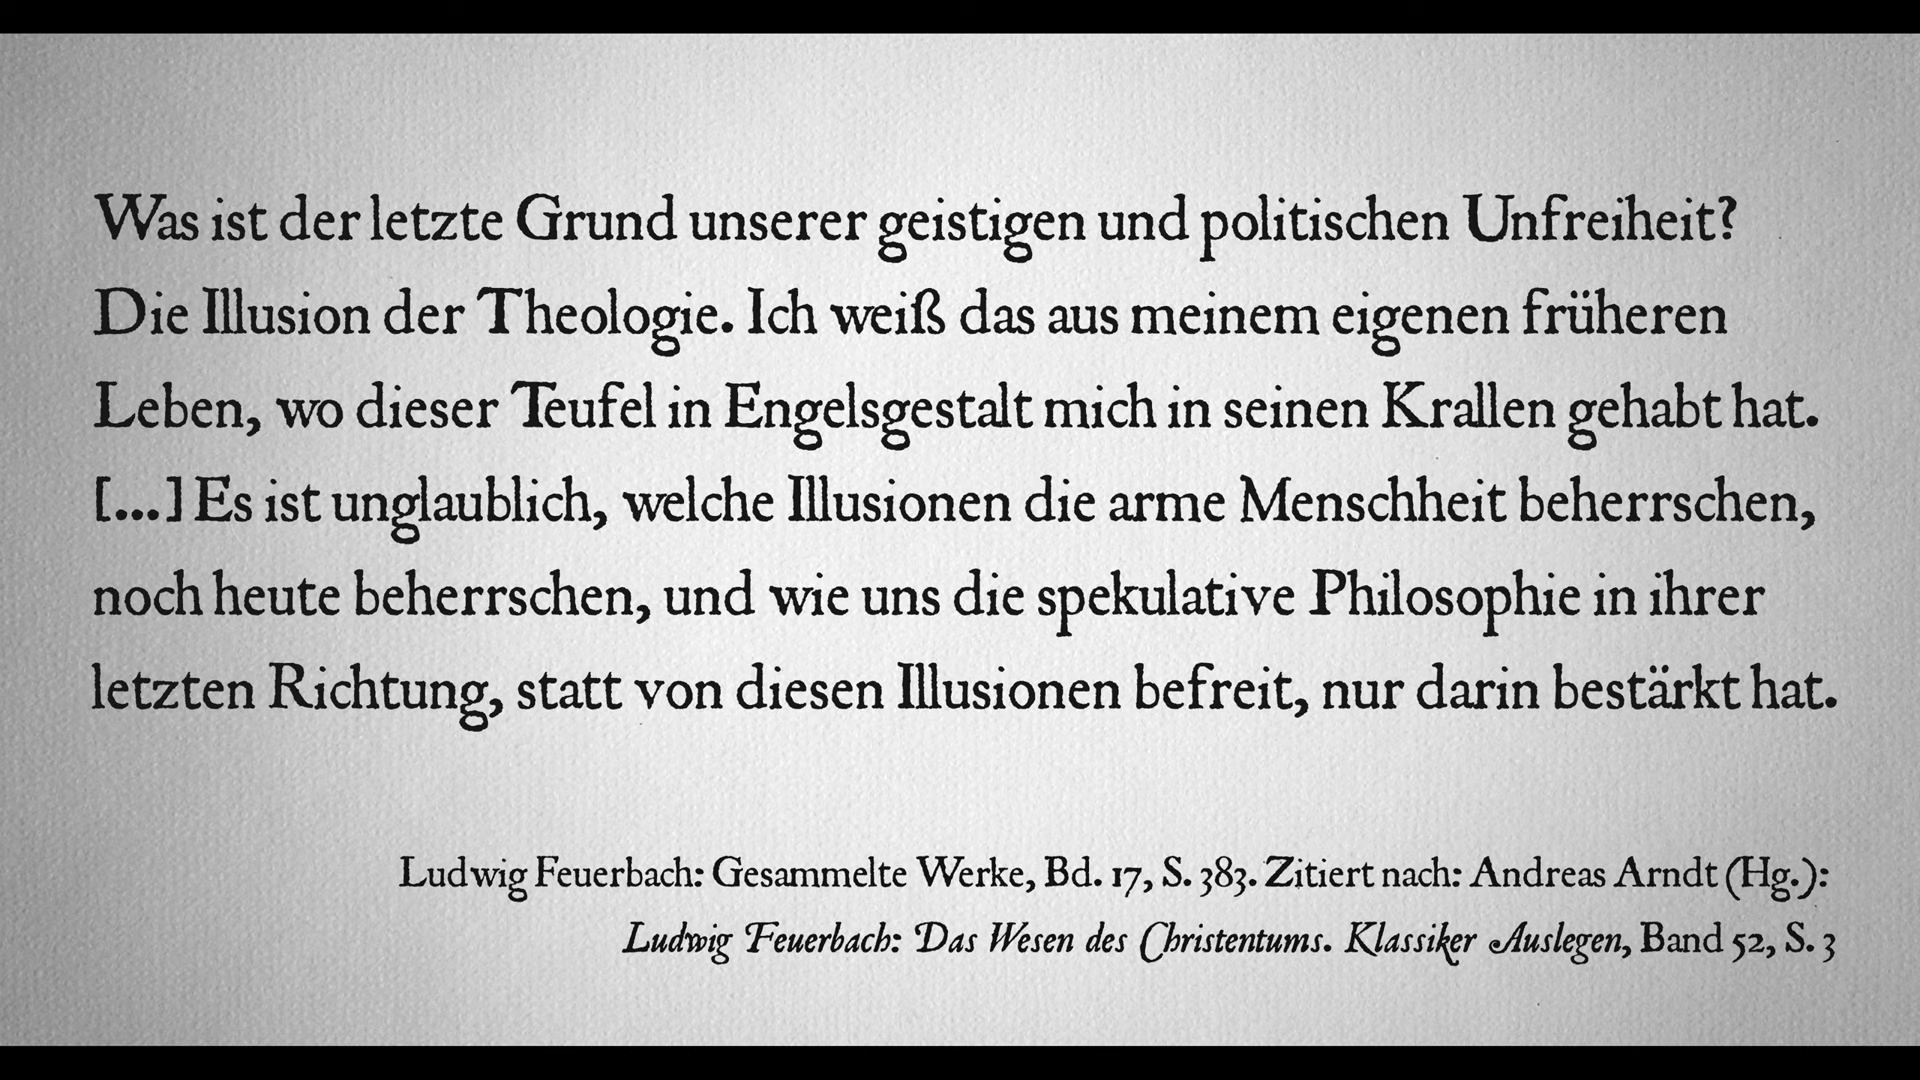 Was ist der letzte Grund unserer geistigen und politischen Unfreiheit?
Die Illusion der Theologie. Ich weiß das aus meinem eigenen früheren
Leben, wo dieser Teufel in Engelsgestalt mich in seinen Krallen gehabt hat.
[...] Es ist unglaublich, welche Illusionen die arme Menschheit beherrschen,
noch heute beherrschen, und wie uns die spekulative Philosophie in ihrer
letzten Richtung, statt von diesen Illusionen befreit, nur darin bestärkt hat.
Ludwig Feuerbach: Gesammelte Werke, Bd. 17, S. 383. Zitiert nach: Andreas Arndt (Hg.):
Ludwig Feuerbach: Das Wesen des Christentums. Klassiker Auslegen, Band 52, S. 3